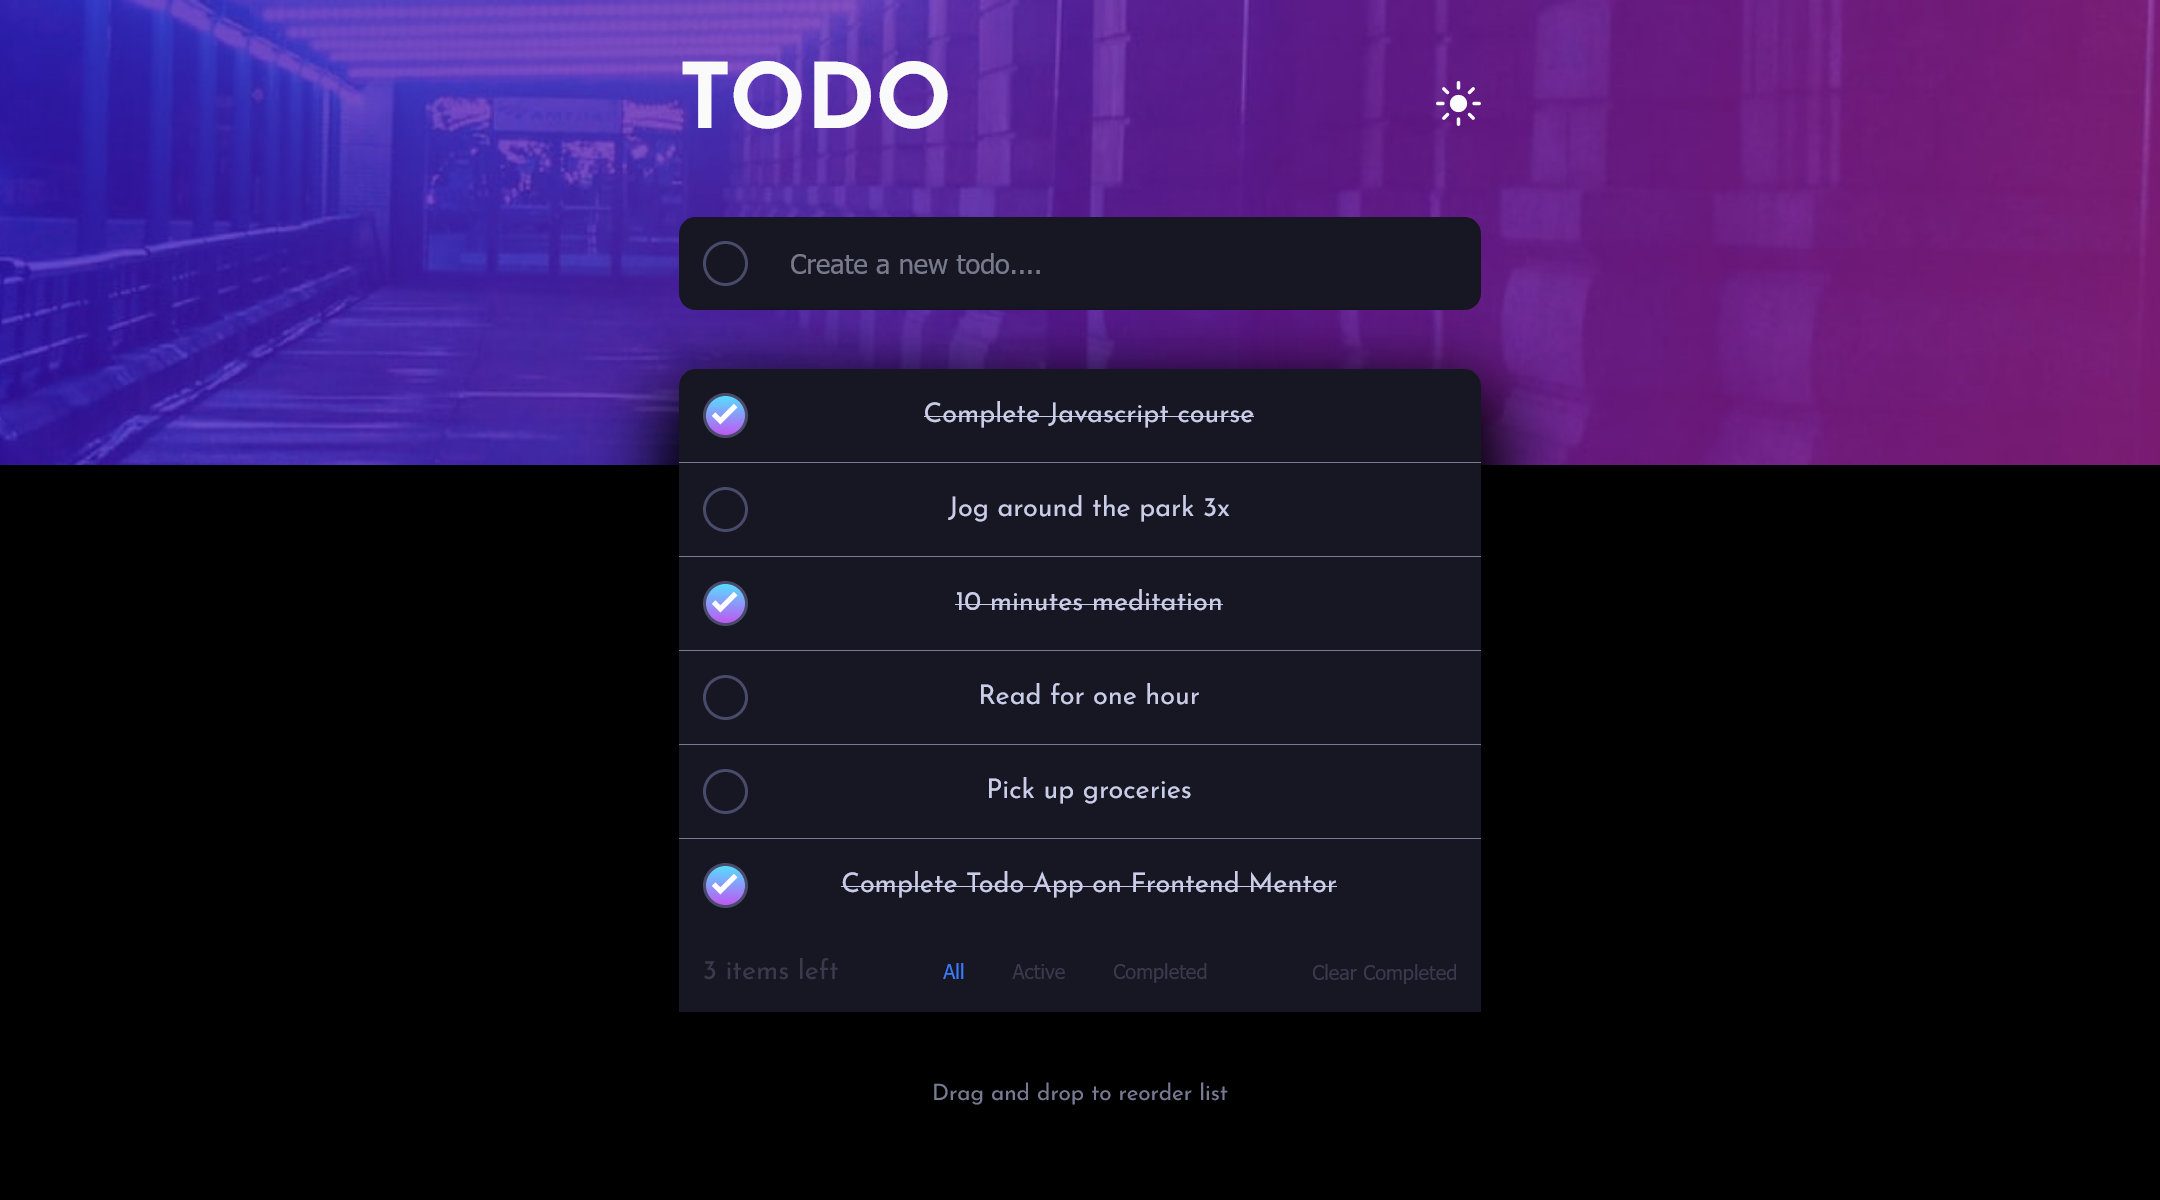 TODO
Create a new todo....
Complete Javascript course
Jog around the park 3x
10 minutes meditation
Read for one hour
Pick up groceries
Complete Todo App on Frontend Mentor
3 items left All Active Completed Clear Completed
Drag and drop to reorder list